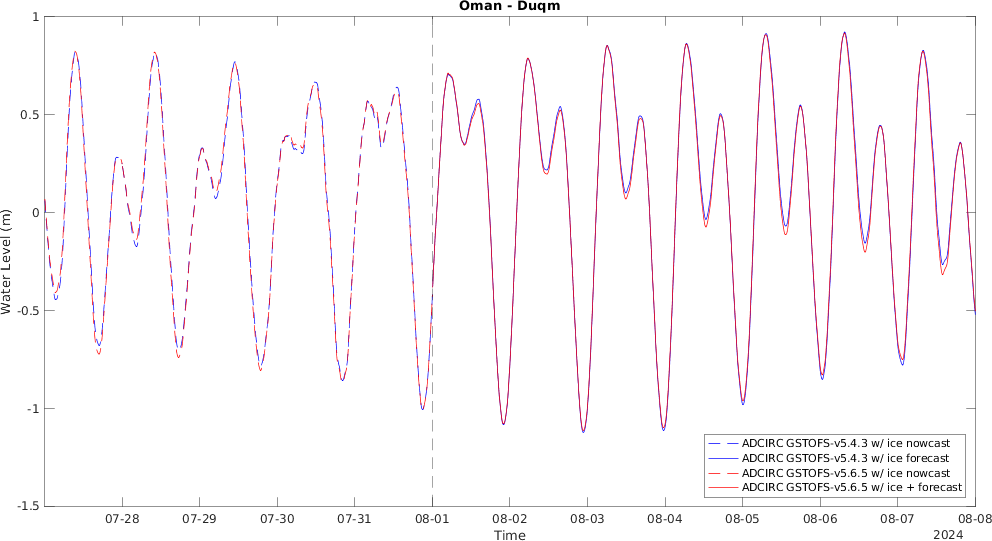 Oman - Duqm
1
0.5
0
-0.5
-1
-1.5
Water Level (m)
07-28
07-29
07-30
07-31
08-01
08-02
08-03
08-04
08-05
08-06
08-07
08-08
Time
2024
ADCIRC GSTOFS-v5.4.3 w/ ice nowcast
ADCIRC GSTOFS-v5.4.3 w/ ice forecast
ADCIRC GSTOFS-v5.6.5 w/ ice nowcast
ADCIRC GSTOFS-v5.6.5 w/ ice + forecast